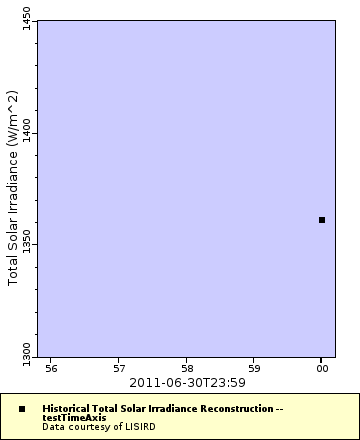 1450
1400
1350
1300
Total Solar Irradiance (W/m^2)
56 57 58 59 00
2011-06-30T23:59
Historical Total Solar Irradiance Reconstruction --
testTimeAxis
Data courtesy of LISIRD